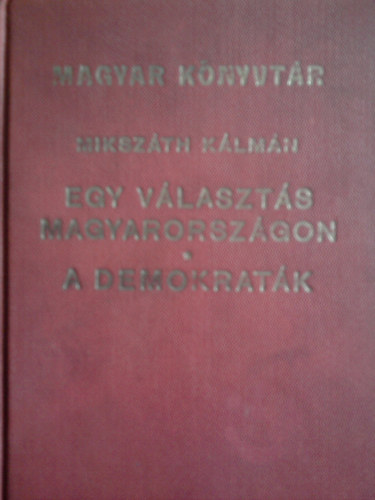 MAGYAR KÖNYVTÁR
MIKSZÁTH KÁLMÁN
EGY VÁLASZTÁS
MAGYARORSZÁGON
*
A DEMOKRATÁK